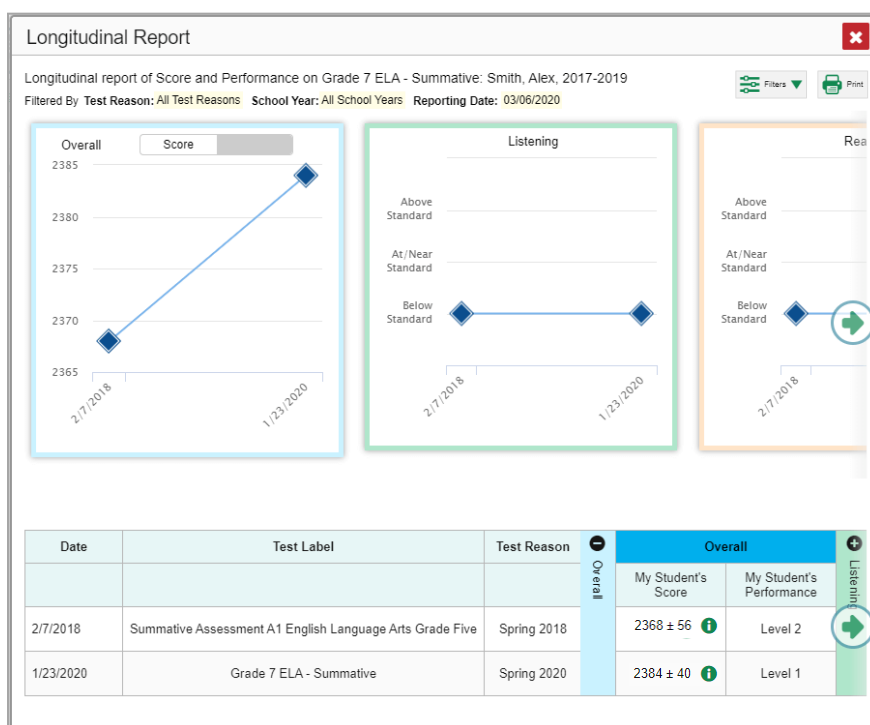 Longitudinal Report
Longitudinal report of Score and Performance on Grade 7 ELA - Summative: Smith, Alex, 2017-2019
Filters
Print
Filtered By Test Reason: All Test Reasons School Year: All School Years Reporting Date: 03/06/2020
Overall
Score
2385
2380
2375
2370
2365
2/7/2018
1/23/2020
Listening
Above
Standard
At/Near
Standard
Below
Standard
2/7/2018
1/23/2020
Rea
Above
Standard
At/Near
Standard
Below
Standard
2/7/2018
Date Test Label Test Reason Overall Overall Listening
My Student's
Score
My Student's
Performance
2/7/2018 Summative Assessment A1 English Language Arts Grade Five Spring 2018 2368 ± 56 Level 2
1/23/2020 Grade 7 ELA - Summative Spring 2020 2384 ± 40 Level 1